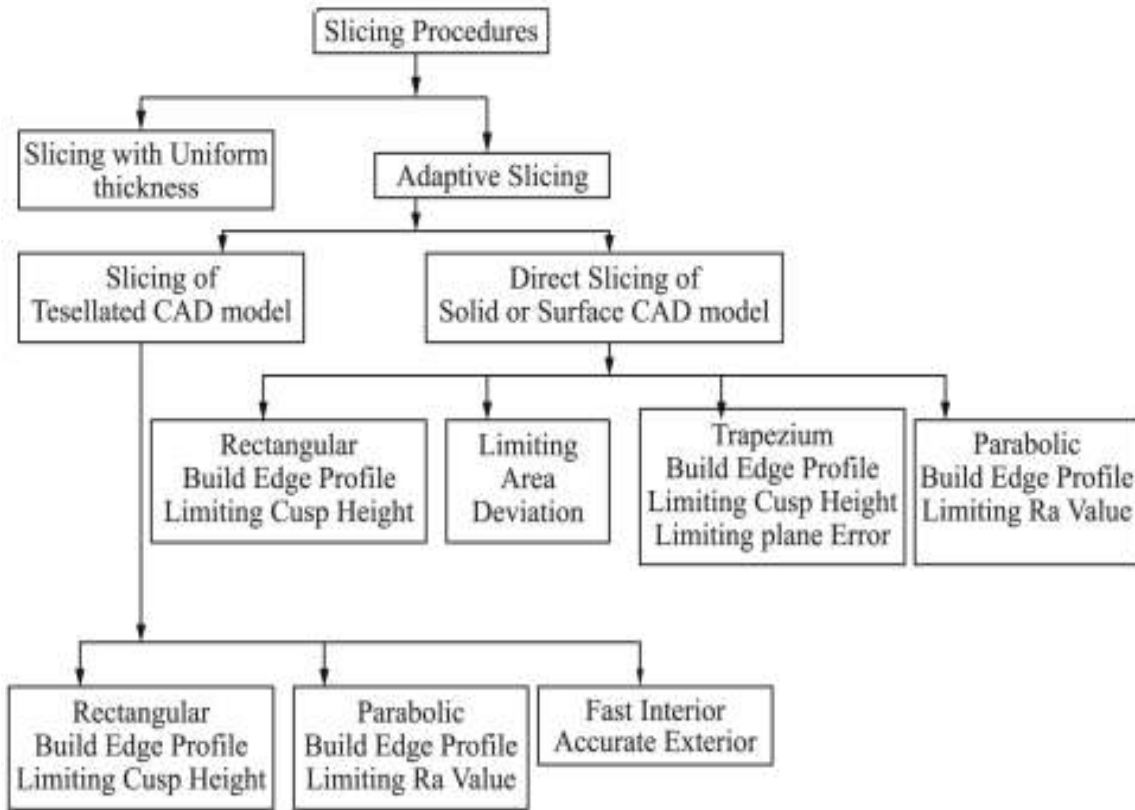 Slicing Procedures
Slicing with Uniform
thickness
Adaptive Slicing
Slicing of
Tesellated CAD model
Direct Slicing of
Solid or Surface CAD model
Rectangular
Build Edge Profile
Limiting Cusp Height
Limiting
Area
Deviation
Trapezium
Build Edge Profile
Limiting Cusp Height
Limiting plane Error
Parabolic
Build Edge Profile
Limiting Ra Value
Rectangular
Build Edge Profile
Limiting Cusp Height
Parabolic
Build Edge Profile
Limiting Ra Value
Fast Interior
Accurate Exterior